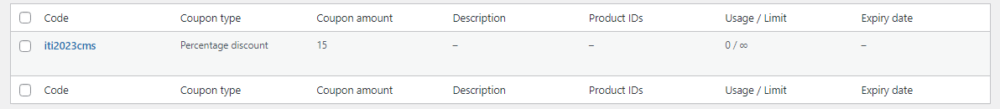 Code Coupon type Coupon amount Description Product IDs Usage / Limit Expiry date
iti2023cms Percentage discount 15 – – 0 / ∞ –
Code Coupon type Coupon amount Description Product IDs Usage / Limit Expiry date